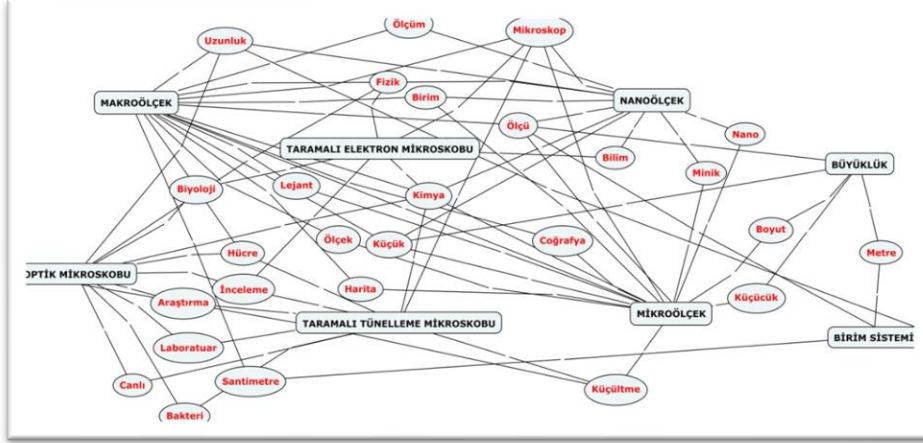 Ölçüm
Mikroskop
Uzunluk
Fizik
Birim
MAKROÖLÇEK
NANOÖLÇEK
Ölçü
Nano
TARAMALI ELEKTRON MİKROSKOBU
Bilim
BÜYÜKLÜK
Minik
Biyoloji
Lejant
Kimya
Boyut
Ölçek
Küçük
Coğrafya
Hücre
Metre
OPTİK MİKROSKOBU
İnceleme
Harita
Küçücük
Araştırma
MİKROÖLÇEK
TARAMALI TÜNELLEME MİKROSKOBU
BİRİM SİSTEMİ
Laboratuar
Canlı
Santimetre
Küçültme
Bakteri